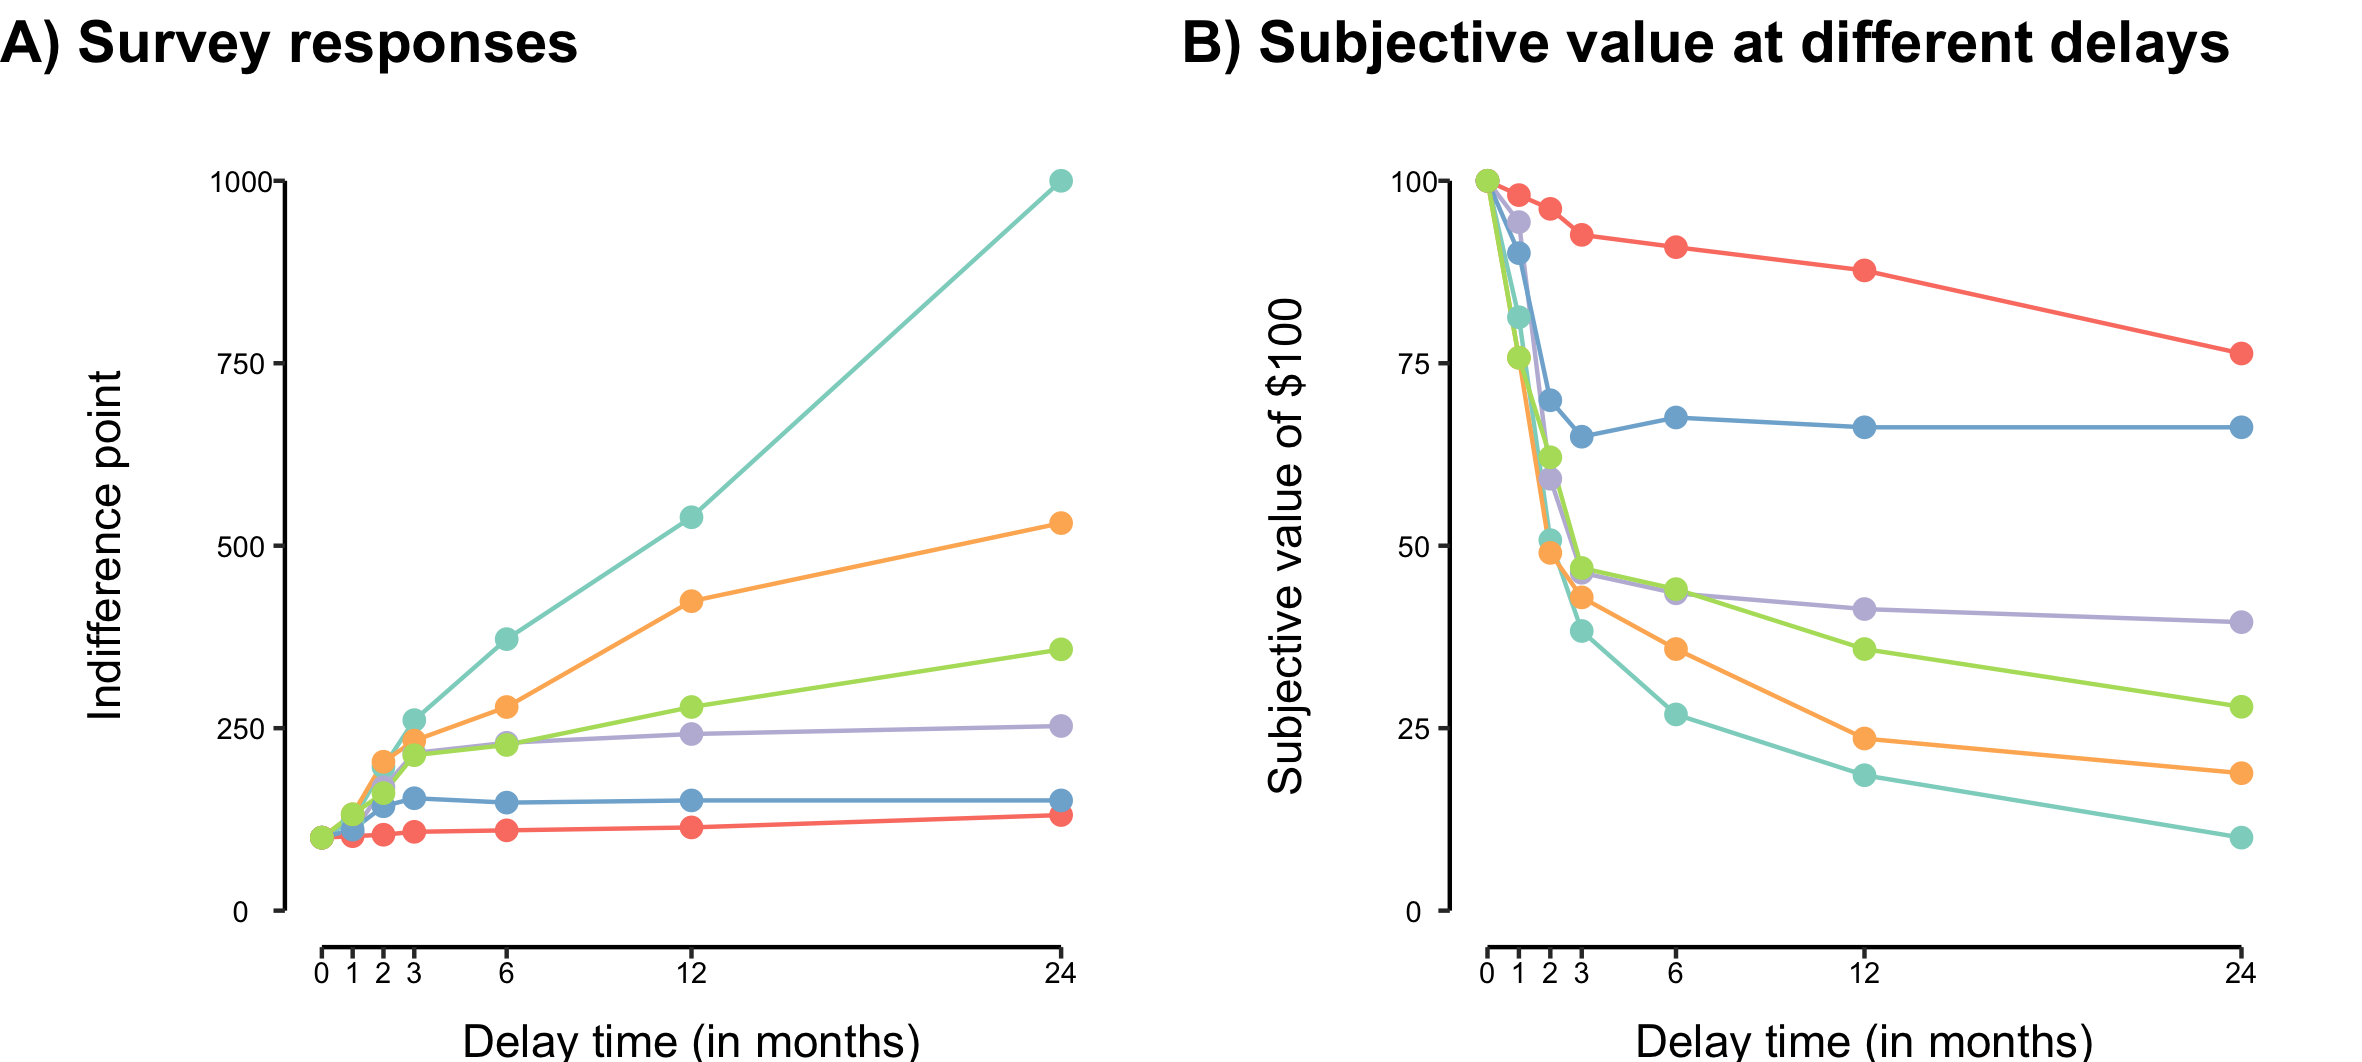 A) Survey responses
1000
750
500
250
0
Indifference point
0 1 2 3 6 12 24
Delay time (in months)
B) Subjective value at different delays
100
75
50
25
0
Subjective value of $100
0 1 2 3 6 12 24
Delay time (in months)